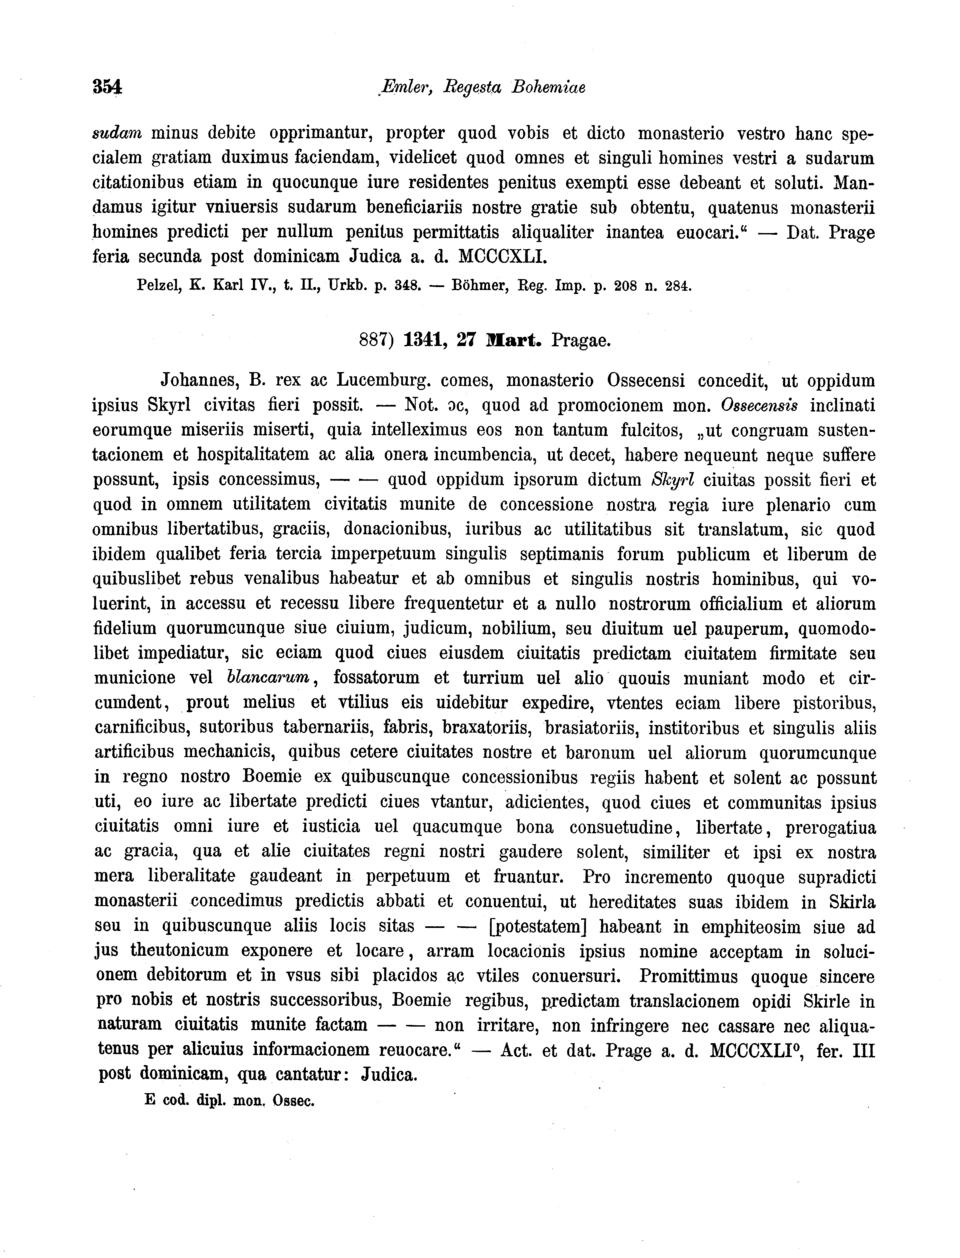 354 Emler, Regesta Bohemiae
sudam minus debite opprimantur, propter quod vobis et dicto monasterio vestro hanc spe-
cialem gratiam duximus faciendam, videlicet quod omnes et singuli homines vestri a sudarum
citationibus etiam in quocunque iure residentes penitus exempti esse debeant et soluti. Man-
damus igitur vniuersis sudarum beneficiariis nostre gratie sub obtentu, quatenus monasterii
homines predicti per nullum penitus permittatis aliqualiter inantea euocari.“ — Dat. Prage
feria secunda post dominicam Judica a. d. MCCCXLI.
Pelzel, K. Karl IV., t. II., Urkb. p. 348. — Böhmer, Reg. Imp. p. 208 n. 284.
887) 1341, 27 Mart. Pragae.
Johannes, B. rex ac Lucemburg. comes, monasterio Ossecensi concedit, ut oppidum
ipsius Skyrl civitas fieri possit. — Not. ɔc, quod ad promocionem mon. Ossecensis inclinati
eorumque miseriis miserti, quia intelleximus eos non tantum fulcitos, „ut congruam susten-
tacionem et hospitalitatem ac alia onera incumbencia, ut decet, habere nequeunt neque suffere
possunt, ipsis concessimus, — — quod oppidum ipsorum dictum Skyrl ciuitas possit fieri et
quod in omnem utilitatem civitatis munite de concessione nostra regia iure plenario cum
omnibus libertatibus, graciis, donacionibus, iuribus ac utilitatibus sit translatum, sic quod
ibidem qualibet feria tercia imperpetuum singulis septimanis forum publicum et liberum de
quibuslibet rebus venalibus habeatur et ab omnibus et singulis nostris hominibus, qui vo-
luerint, in accessu et recessu libere frequentetur et a nullo nostrorum officialium et aliorum
fidelium quorumcunque siue ciuium, judicum, nobilium, seu diuitum uel pauperum, quomodo-
libet impediatur, sic eciam quod ciues eiusdem ciuitatis predictam ciuitatem firmitate seu
municione vel blancarum, fossatorum et turrium uel alio quouis muniant modo et cir-
cumdent, prout melius et vtilius eis uidebitur expedire, vtentes eciam libere pistoribus,
carnificibus, sutoribus tabernariis, fabris, braxatoriis, brasiatoriis, institoribus et singulis aliis
artificibus mechanicis, quibus cetere ciuitates nostre et baronum uel aliorum quorumcunque
in regno nostro Boemie ex quibuscunque concessionibus regiis habent et solent ac possunt
uti, eo iure ac libertate predicti ciues vtantur, adicientes, quod ciues et communitas ipsius
ciuitatis omni iure et iusticia uel quacumque bona consuetudine, libertate, prerogatiua
ac gracia, qua et alie ciuitates regni nostri gaudere solent, similiter et ipsi ex nostra
mera liberalitate gaudeant in perpetuum et fruantur. Pro incremento quoque supradicti
monasterii concedimus predictis abbati et conuentui, ut hereditates suas ibidem in Skirla
seu in quibuscunque aliis locis sitas — — [potestatem] habeant in emphiteosim siue ad
jus theutonicum exponere et locare, arram locacionis ipsius nomine acceptam in soluci-
onem debitorum et in vsus sibi placidos ac vtiles conuersuri. Promittimus quoque sincere
pro nobis et nostris successoribus, Boemie regibus, predictam translacionem opidi Skirle in
naturam ciuitatis munite factam — — non irritare, non infringere nec cassare nec aliqua-
tenus per alicuius informacionem reuocare.“ — Act. et dat. Prage a. d. MCCCXLI⁰, fer. III
post dominicam, qua cantatur: Judica.
E cod. dipl. mon. Ossec.